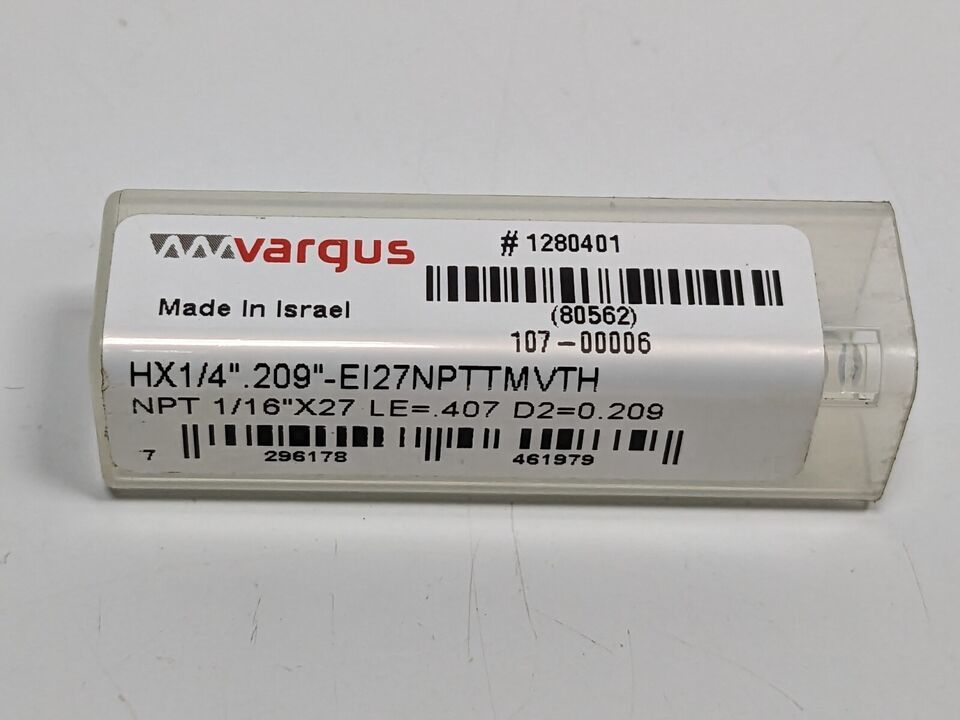 vargus
# 1280401
Made In Israel
(80562)
107-00006
HX1/4".209"-EI27NPTTMVTH
NPT 1/16"X27 LE=.407 D2=0.209
7 296178 461979